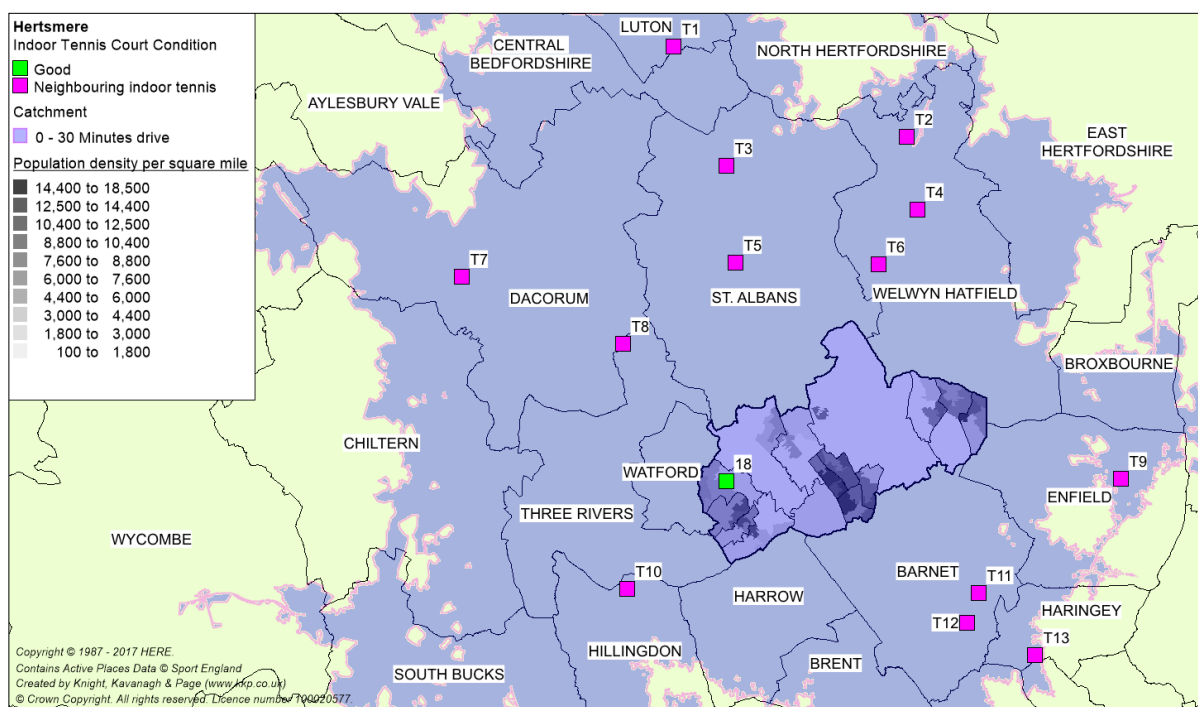 Hertsmere
Indoor Tennis Court Condition
Good
Neighbouring indoor tennis
Catchment
0 - 30 Minutes drive
Population density per square mile
14,400 to 18,500
12,500 to 14,400
10,400 to 12,500
8,800 to 10,400
7,600 to 8,800
6,000 to 7,600
4,400 to 6,000
3,000 to 4,400
1,800 to 3,000
100 to 1,800
LUTON
T1
CENTRAL
BEDFORDSHIRE
NORTH HERTFORDSHIRE
AYLESBURY VALE
T2
EAST
HERTFORDSHIRE
T3
T4
T7
T5
T6
DACORUM
ST. ALBANS
WELWYN HATFIELD
T8
BROXBOURNE
CHILTERN
WATFORD
18
T9
ENFIELD
THREE RIVERS
WYCOMBE
T10
BARNET
T11
HARROW
HARINGEY
T12
T13
HILLINGDON
BRENT
SOUTH BUCKS
Copyright © 1987 - 2017 HERE.
Contains Active Places Data © Sport England
Created by Knight, Kavanagh & Page (www.kkp.co.uk)
© Crown Copyright. All rights reserved. Licence number 100020577.